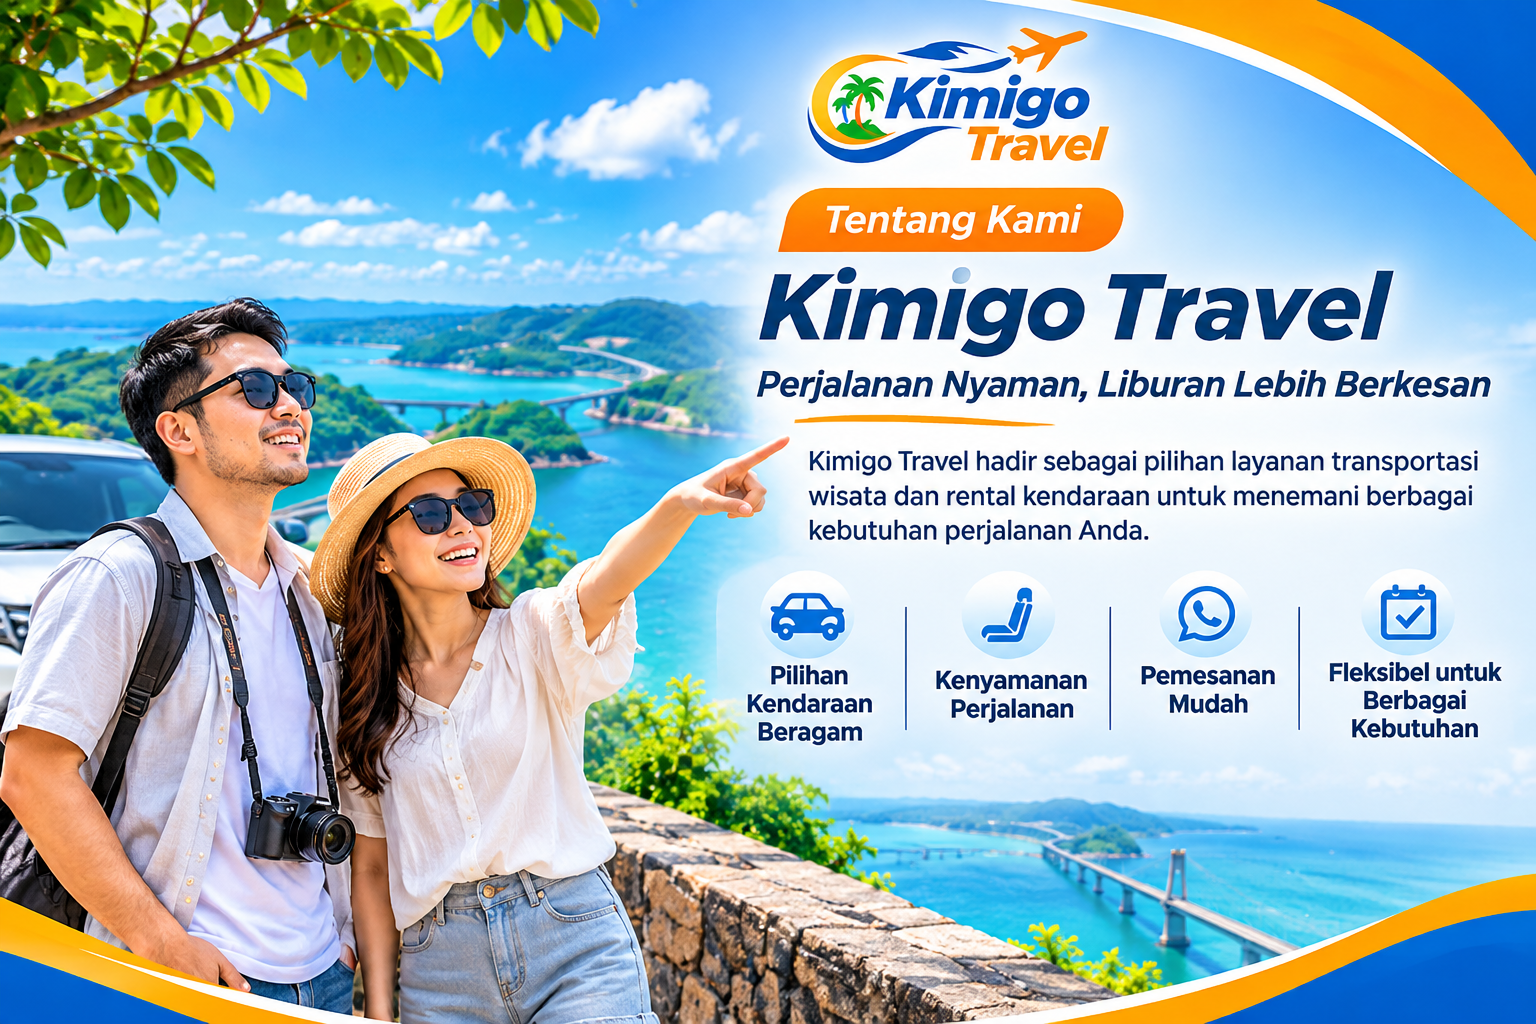 Kimigo
Travel
Tentang Kami
Kimigo Travel
Perjalanan Nyaman, Liburan Lebih Berkesan
Kimigo Travel hadir sebagai pilihan layanan transportasi
wisata dan rental kendaraan untuk menemani berbagai
kebutuhan perjalanan Anda.
Pilihan
Kendaraan
Beragam
Kenyamanan
Perjalanan
Pemesanan
Mudah
Fleksibel untuk
Berbagai
Kebutuhan